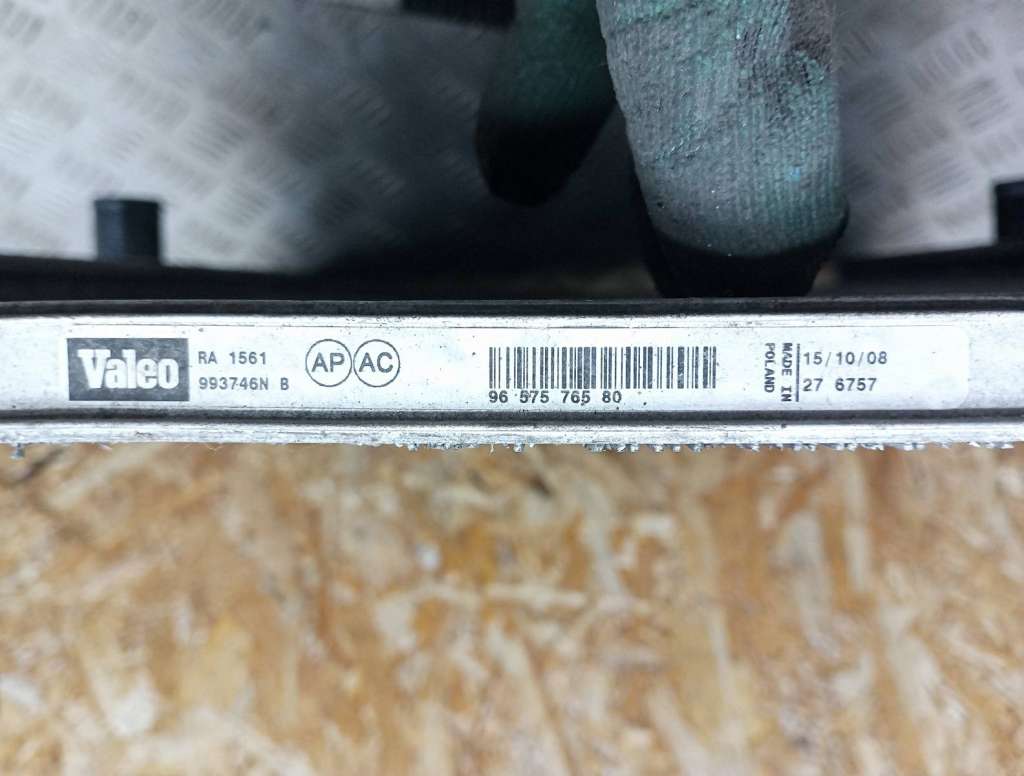 Valeo
RA 1561
993746N B
AP AC
96 575 765 80
MADE IN
POLAND
15/10/08
27 6757